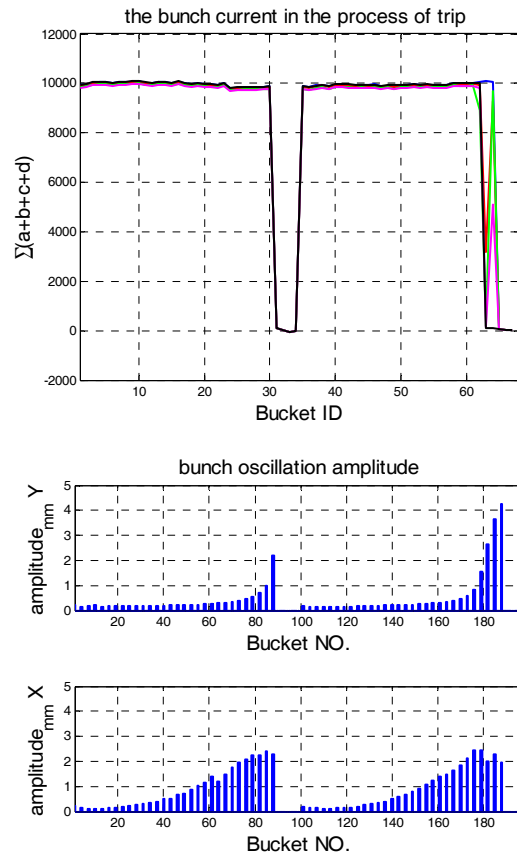 the bunch current in the process of trip
Σ(a+b+c+d)
12000
10000
8000
6000
4000
2000
0
-2000
10 20 30 40 50 60
Bucket ID
bunch oscillation amplitude
amplitude_mm Y
5
4
3
2
1
0
20 40 60 80 100 120 140 160 180
Bucket NO.
amplitude_mm X
5
4
3
2
1
0
20 40 60 80 100 120 140 160 180
Bucket NO.